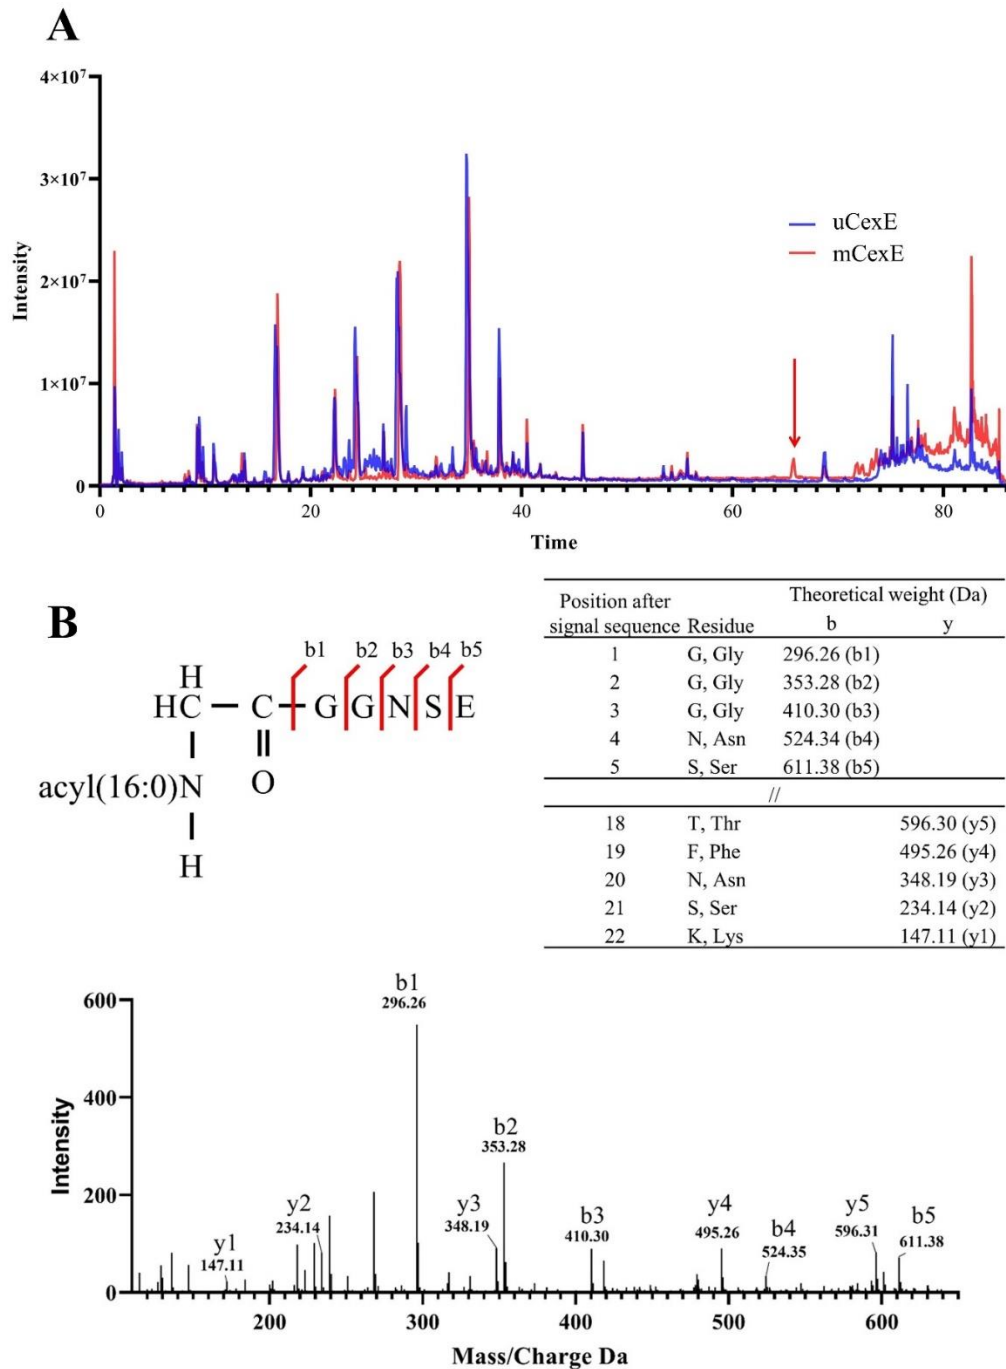 A
4×10⁷
3×10⁷
2×10⁷
1×10⁷
0
Intensity
0 20 40 60 80
Time
uCexE
mCexE
B
b1 b2 b3 b4 b5
H
HC — C — G G N S E
acyl(16:0)N O
H
Position after signal sequence Residue Theoretical weight (Da)
b y
1 G, Gly 296.26 (b1)
2 G, Gly 353.28 (b2)
3 G, Gly 410.30 (b3)
4 N, Asn 524.34 (b4)
5 S, Ser 611.38 (b5)
//
18 T, Thr 596.30 (y5)
19 F, Phe 495.26 (y4)
20 N, Asn 348.19 (y3)
21 S, Ser 234.14 (y2)
22 K, Lys 147.11 (y1)
600
400
200
0
Intensity
y1
147.11
y2
234.14
b1
296.26
y3
348.19
b2
353.28
b3
410.30
y4
495.26
b4
524.35
y5
596.31
b5
611.38
200 300 400 500 600
Mass/Charge Da